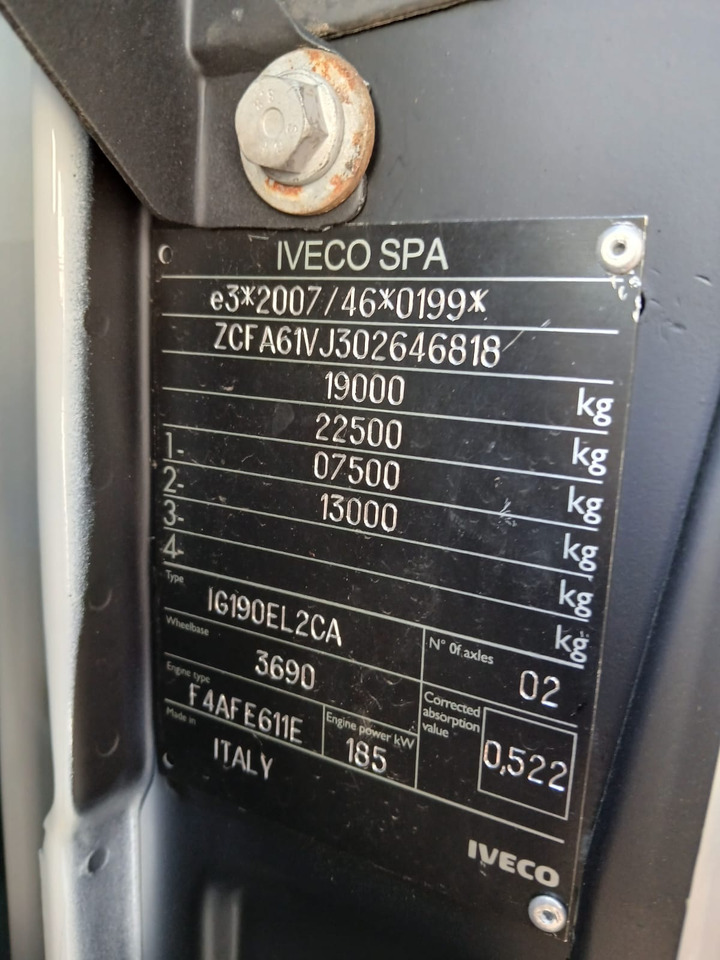 IVECO SPA
e3*2007/46*0199*
ZCFA61VJ302646818
19000 kg
22500 kg
1- 07500 kg
2- 13000 kg
3- kg
4- kg
Type
IG190EL2CA
Wheelbase
3690
N° Of axles
02
Engine type
F4AFE611E
Engine power kW
185
Corrected
absorption
value
0,522
Made in
ITALY
IVECO